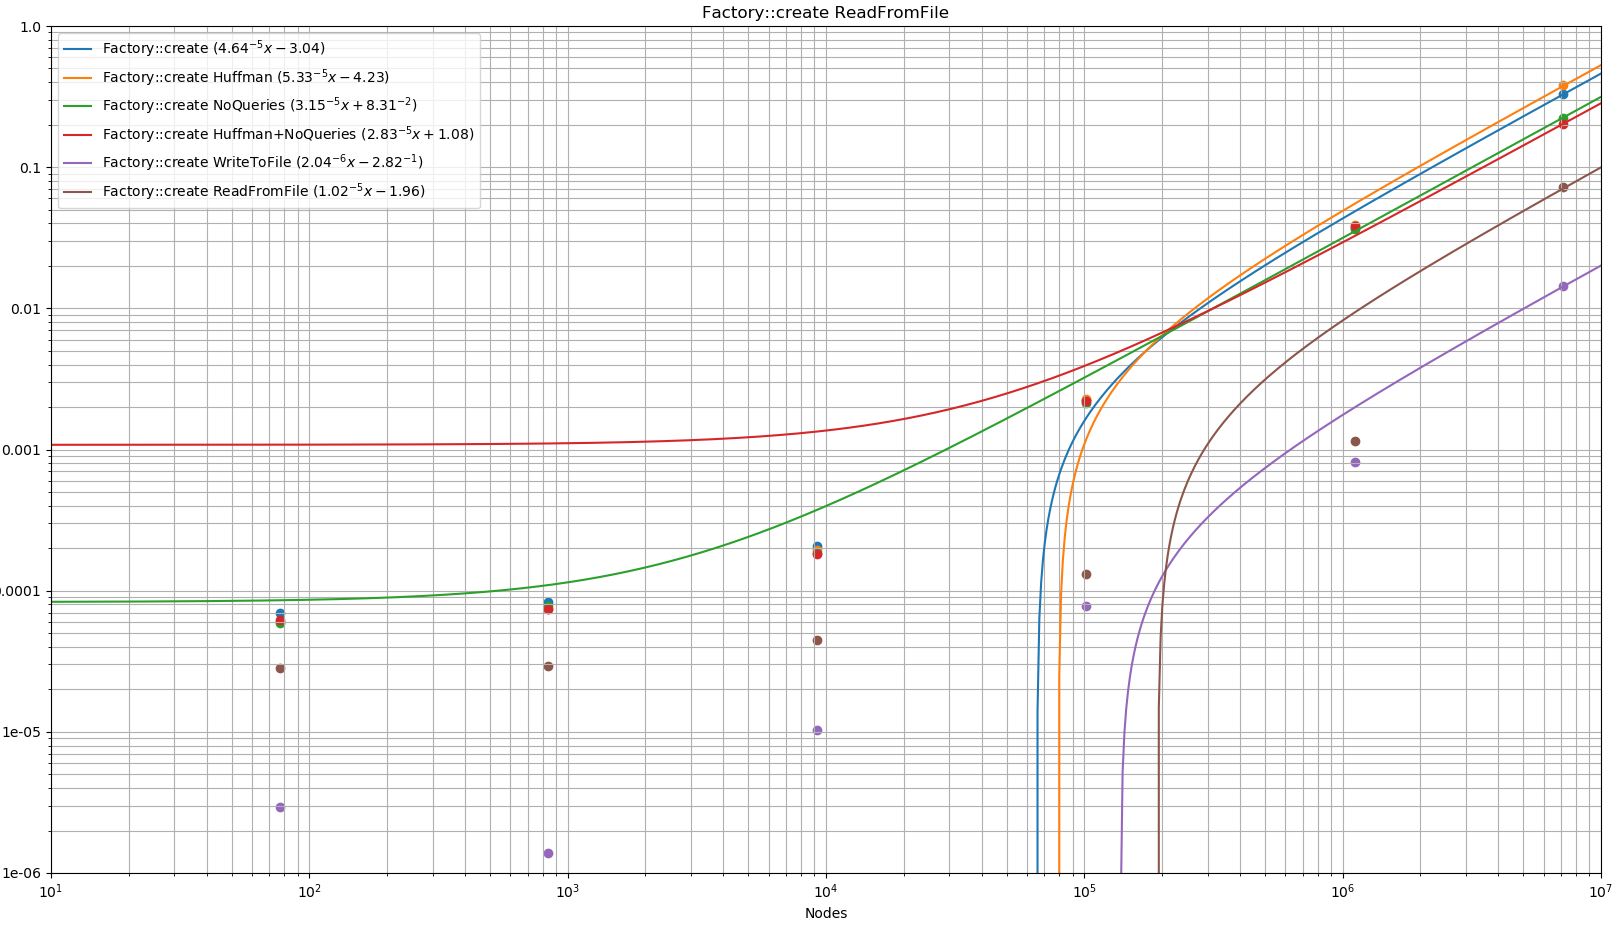 Factory::create ReadFromFile
1.0
Factory::create (4.64⁻⁵x − 3.04)
Factory::create Huffman (5.33⁻⁵x − 4.23)
Factory::create NoQueries (3.15⁻⁵x + 8.31⁻²)
Factory::create Huffman+NoQueries (2.83⁻⁵x + 1.08)
Factory::create WriteToFile (2.04⁻⁶x − 2.82⁻¹)
Factory::create ReadFromFile (1.02⁻⁵x − 1.96)
0.1
0.01
0.001
0.0001
1e-05
1e-06
10¹ 10² 10³ 10⁴ 10⁵ 10⁶ 10⁷
Nodes